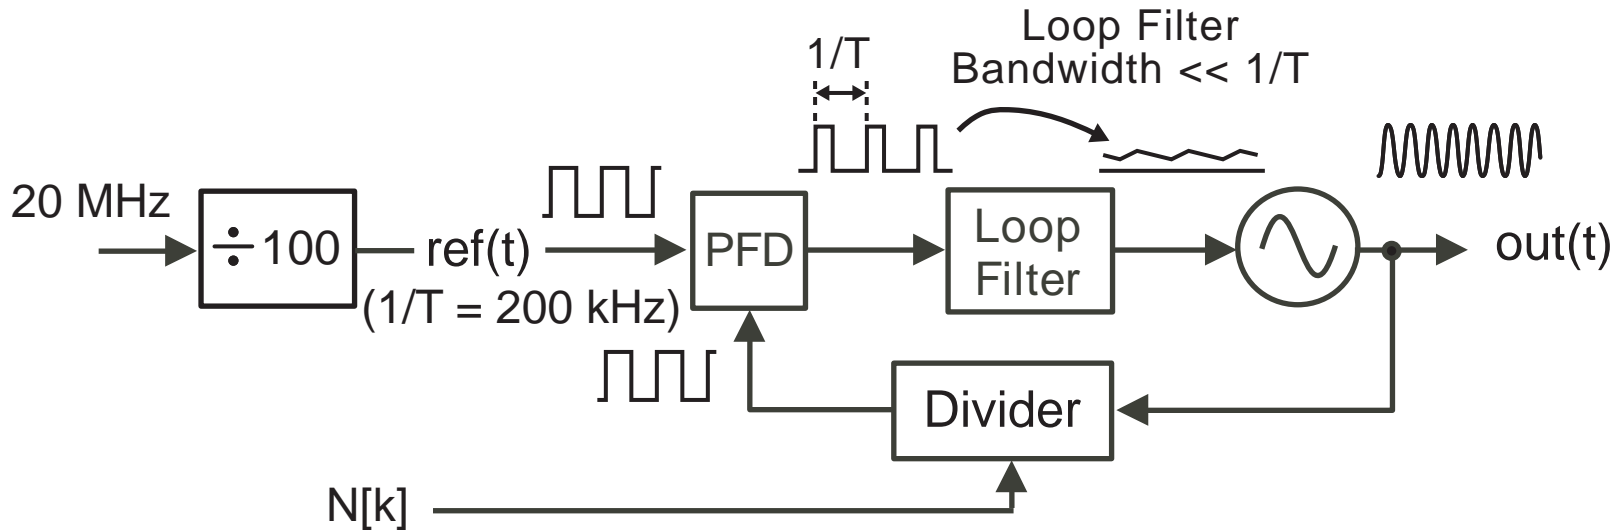 Loop Filter
Bandwidth << 1/T
1/T
20 MHz
÷ 100
ref(t)
(1/T = 200 kHz)
PFD
Loop
Filter
out(t)
Divider
N[k]